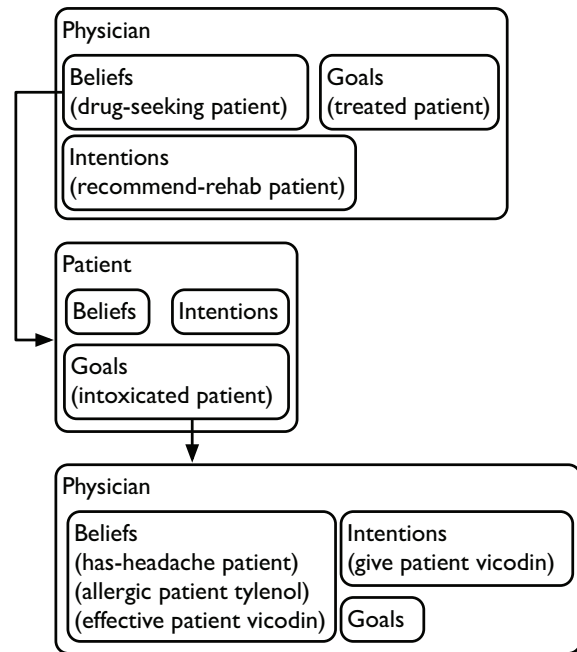 Physician
Beliefs
(drug-seeking patient)
Goals
(treated patient)
Intentions
(recommend-rehab patient)
Patient
Beliefs
Intentions
Goals
(intoxicated patient)
Physician
Beliefs
(has-headache patient)
(allergic patient tylenol)
(effective patient vicodin)
Intentions
(give patient vicodin)
Goals